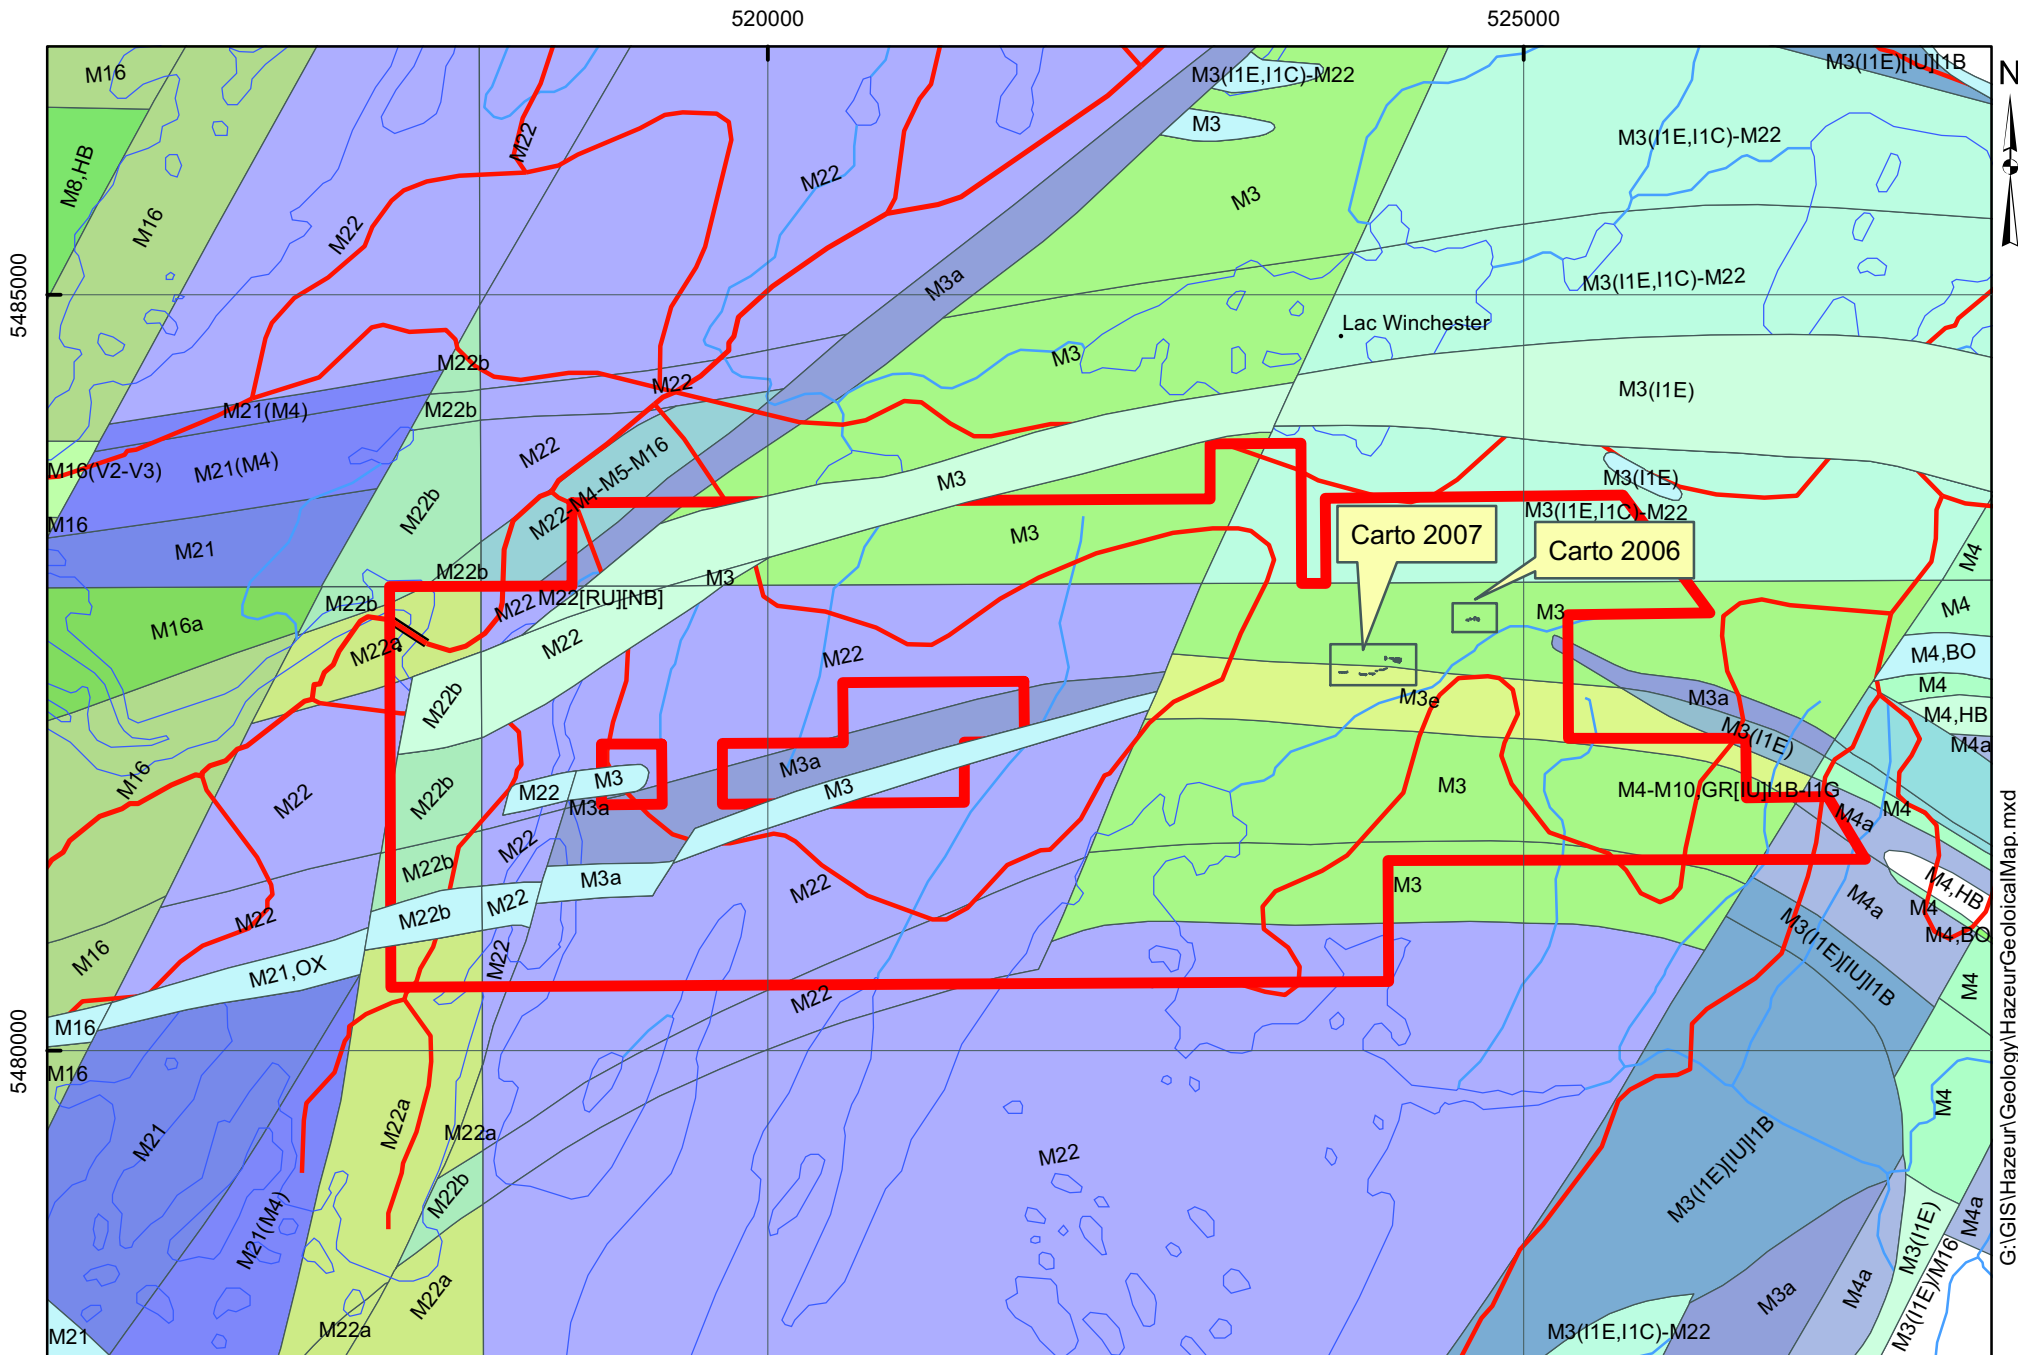 520000
525000
M16
M3(I1E,I1C)-M22
M3(I1E)[IU]I1B
N
M3
M22
M3(I1E,I1C)-M22
M8,HB
M22
M3
M16
M22
M3a
M3(I1E,I1C)-M22
5485000
Lac Winchester
M3
M22b
M22
M3(I1E)
M21(M4)
M22b
M22
M16(V2-V3)
M21(M4)
M22-M4-M5-M16
M3
M3(I1E)
M22b
M3(I1E,I1C)-M22
M16
M3
Carto 2007
Carto 2006
M21
M4
M22b
M3
M22b
M22
M22[RU][NB]
M3
M4
M16a
M22
M22a
M22
M4,BO
M4
M22b
M3e
M3a
M4,HB
M3(I1E)
M4a
M16
M22
M22b
M22
M3
M3a
M3a
M3
M3
M4-M10,GR[IU]I1B-I1G
M4
M4a
M22
M22b
M3a
M22
M3
M4a
M4,HB
M4
M22
M22b
M22
M3(I1E)[IU]I1B
M4,BO
M16
M21,OX
M22
M22
M4
M16
5480000
M16
M22a
M22a
M21
M22
M4
M3(I1E)[IU]I1B
M22b
M21(M4)
M3(I1E)
M4a
M22a
M3a
M4a
M3(I1E)/M16
M21
M22a
M3(I1E,I1C)-M22
G:\GIS\Hazeur\Geology\HazeurGeoloicalMap.mxd